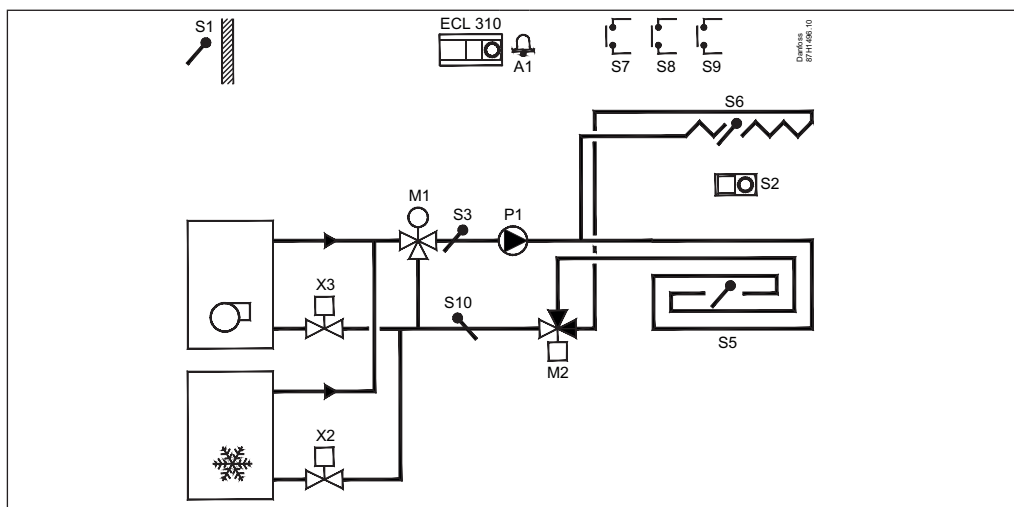 S1
ECL 310
A1
S7
S8
S9
Danfoss
87H1496.10
S6
S2
M1
S3
P1
X3
S10
M2
S5
X2